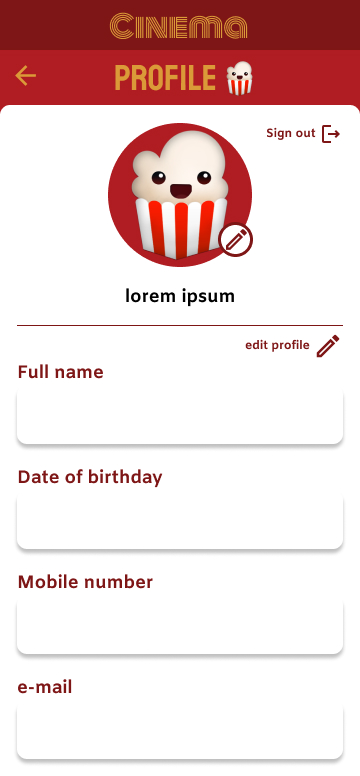 Cinema
PROFILE
Sign out
lorem ipsum
edit profile
Full name
Date of birthday
Mobile number
e-mail